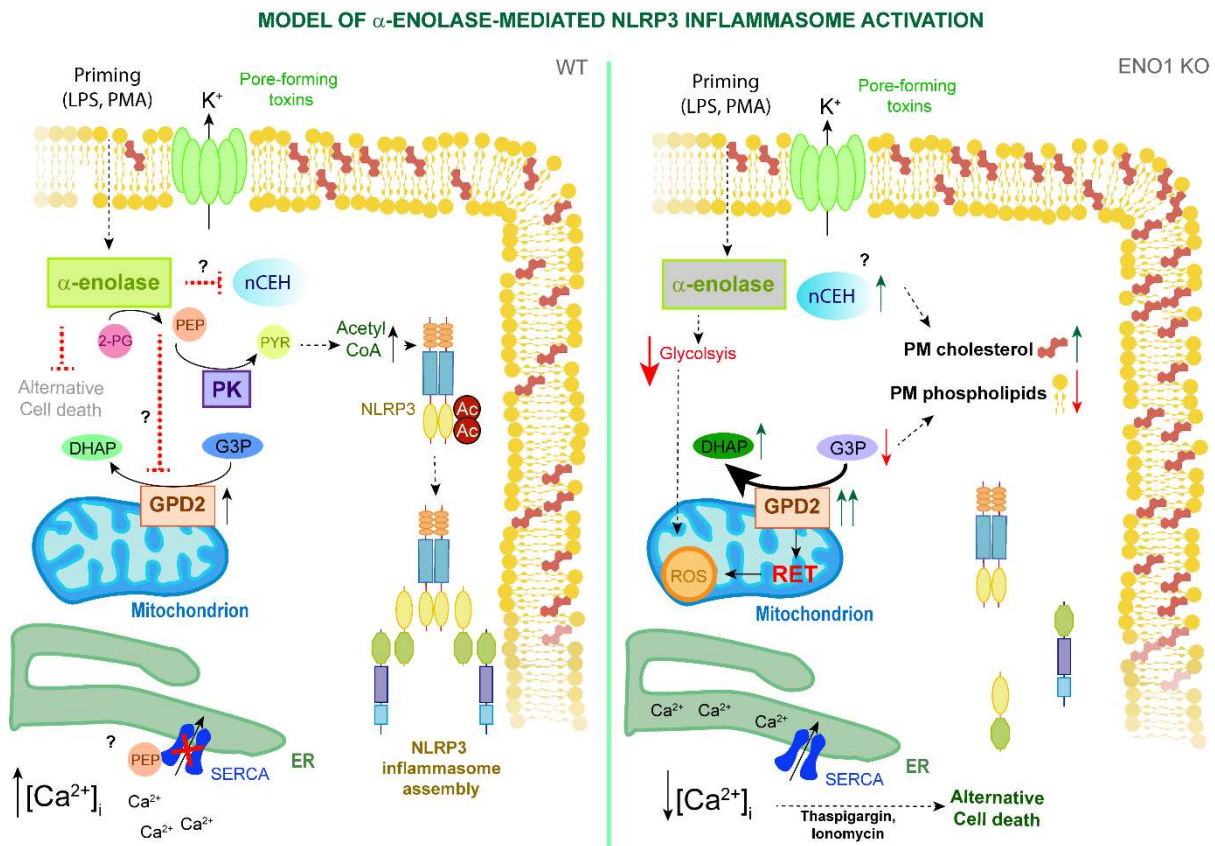 MODEL OF α-ENOLASE-MEDIATED NLRP3 INFLAMMASOME ACTIVATION
WT
Priming
(LPS, PMA)
K+
Pore-forming
toxins
α-enolase
?
nCEH
2-PG
PEP
PYR
Acetyl
CoA
PK
Alternative
Cell death
?
NLRP3
Ac
Ac
DHAP
G3P
GPD2
Mitochondrion
?
PEP
SERCA
ER
[Ca2+]i
Ca2+
Ca2+
Ca2+
NLRP3
inflammasome
assembly
ENO1 KO
Priming
(LPS, PMA)
K+
Pore-forming
toxins
α-enolase
?
nCEH
Glycolsyis
PM cholesterol
PM phospholipids
DHAP
G3P
GPD2
ROS
RET
Mitochondrion
Ca2+
Ca2+
Ca2+
SERCA
ER
[Ca2+]i
Thaspigargin,
Ionomycin
Alternative
Cell death